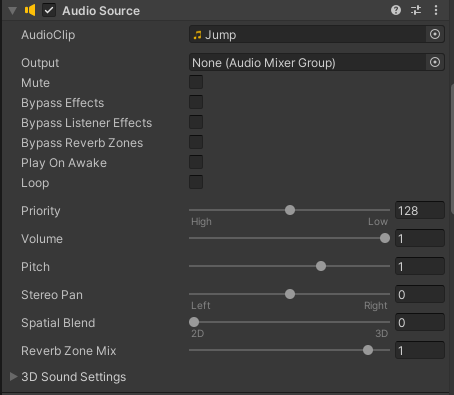 Audio Source
AudioClip Jump
Output None (Audio Mixer Group)
Mute
Bypass Effects
Bypass Listener Effects
Bypass Reverb Zones
Play On Awake
Loop
Priority 128
High Low
Volume 1
Pitch 1
Stereo Pan 0
Left Right
Spatial Blend 0
2D 3D
Reverb Zone Mix 1
3D Sound Settings